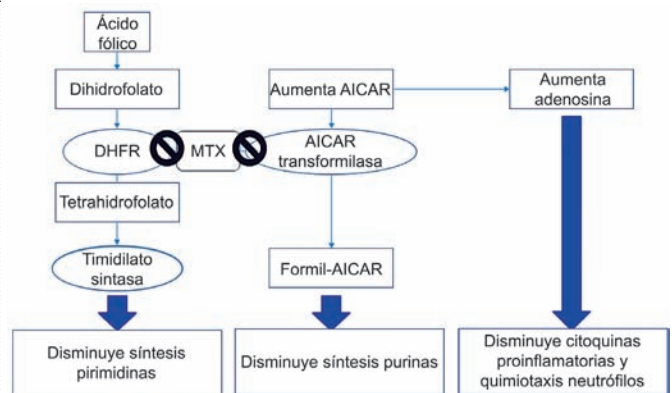 Ácido
fólico
Dihidrofolato
Aumenta AICAR
Aumenta
adenosina
DHFR
MTX
AICAR
transformilasa
Tetrahidrofolato
Timidilato
sintasa
Formil-AICAR
Disminuye síntesis
pirimidinas
Disminuye síntesis purinas
Disminuye citoquinas
proinflamatorias y
quimiotaxis neutrófilos